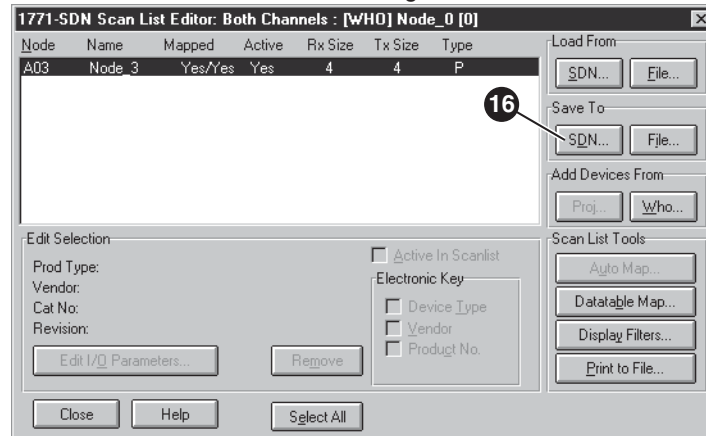 1771-SDN Scan List Editor: Both Channels : [WHO] Node_0 [0]
Node Name Mapped Active Rx Size Tx Size Type
A03 Node_3 Yes/Yes Yes 4 4 P
Load From
SDN... File...
16
Save To
SDN... File...
Add Devices From
Proj... Who...
Edit Selection
Prod Type:
Vendor:
Cat No:
Revision:
Edit I/O Parameters... Remove
Active In Scanlist
Electronic Key
Device Type
Vendor
Product No.
Scan List Tools
Auto Map...
Datatable Map...
Display Filters...
Print to File...
Close Help Select All